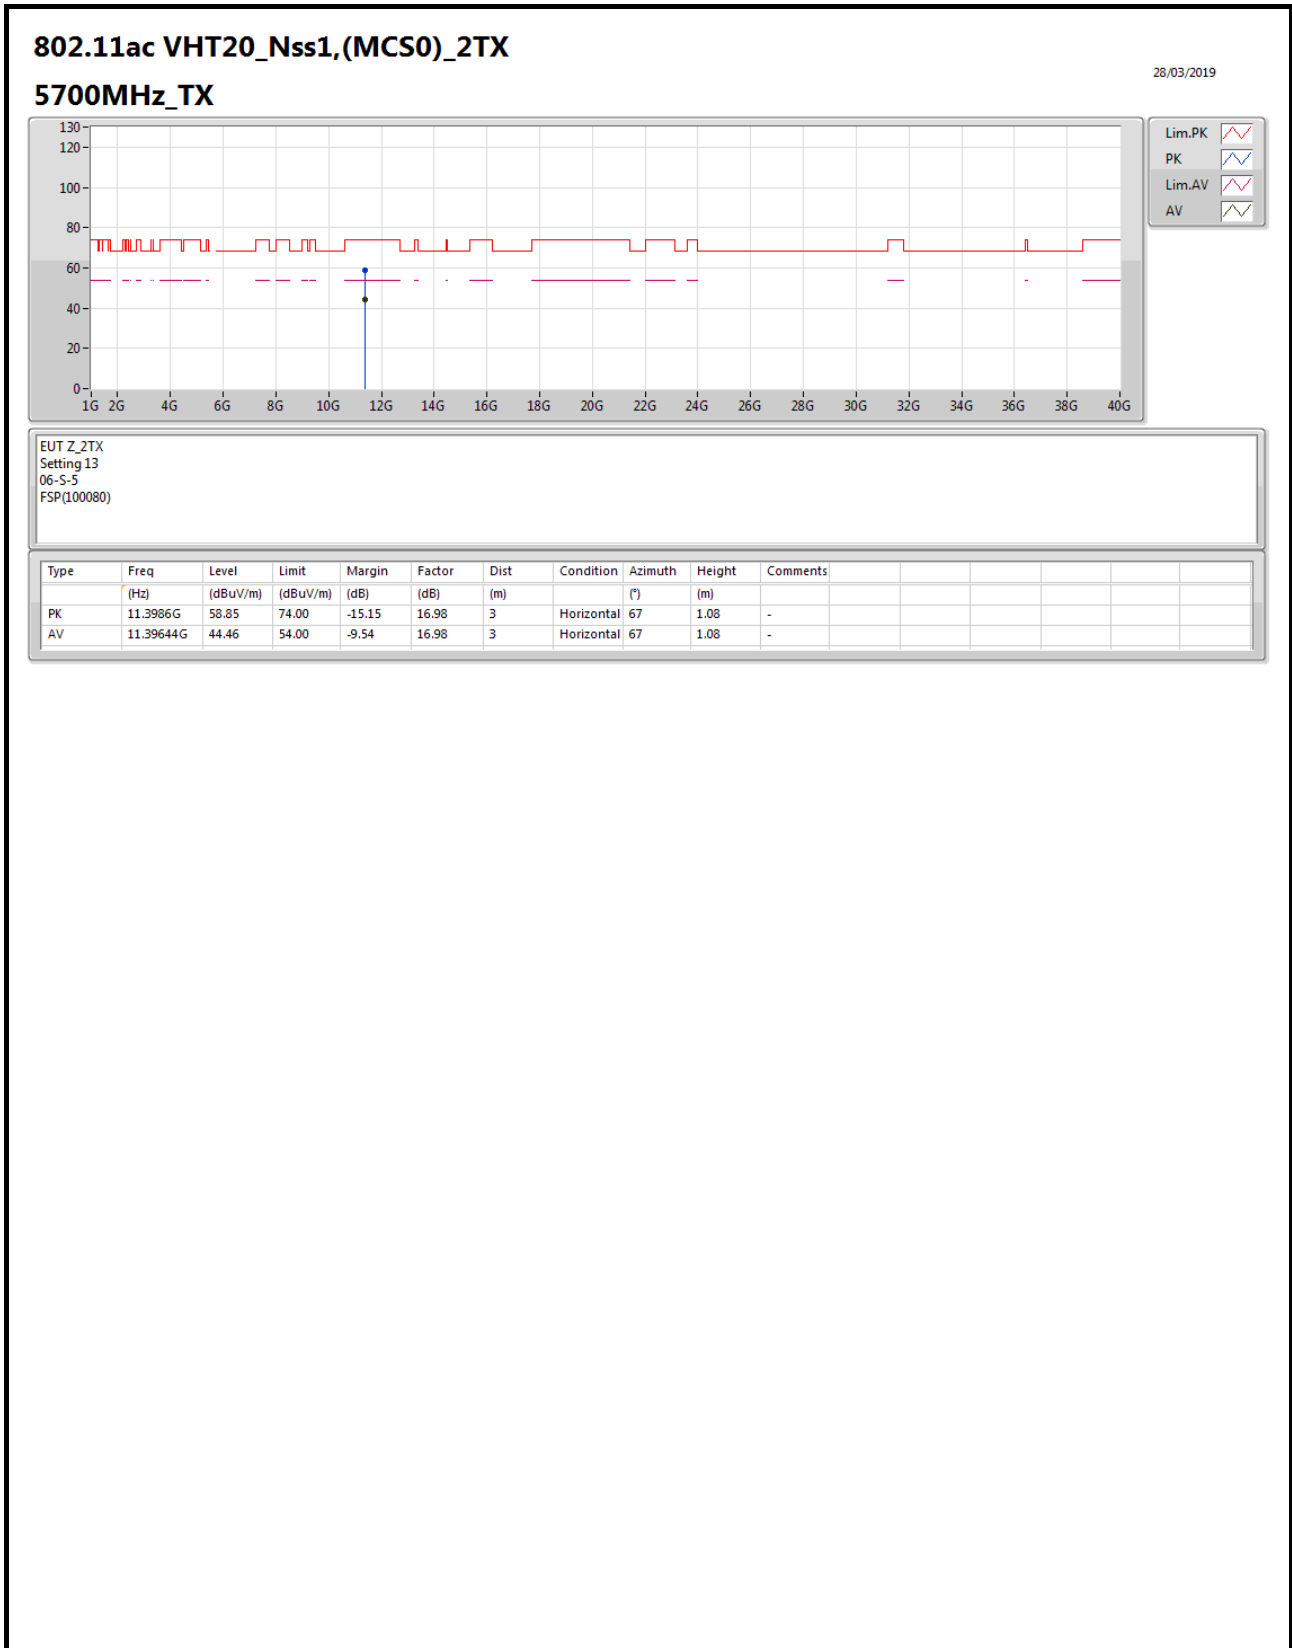 802.11ac VHT20_Nss1,(MCS0)_2TX
28/03/2019
5700MHz_TX
130
120
100
80
60
40
20
0
1G 2G 4G 6G 8G 10G 12G 14G 16G 18G 20G 22G 24G 26G 28G 30G 32G 34G 36G 38G 40G
Lim.PK
PK
Lim.AV
AV
EUT Z_2TX
Setting 13
06-S-5
FSP(100080)
Type Freq Level Limit Margin Factor Dist Condition Azimuth Height Comments
(Hz) (dBuV/m) (dBuV/m) (dB) (dB) (m) (°) (m)
PK 11.3986G 58.85 74.00 -15.15 16.98 3 Horizontal 67 1.08 -
AV 11.39644G 44.46 54.00 -9.54 16.98 3 Horizontal 67 1.08 -